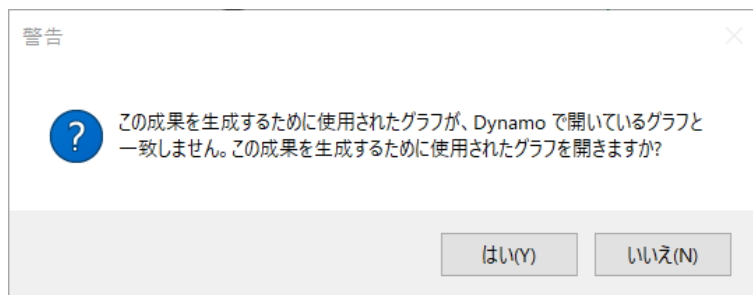 警告
この成果を生成するために使用されたグラフが、Dynamo で開いているグラフと
一致しません。この成果を生成するために使用されたグラフを開きますか?
はい(Y)
いいえ(N)